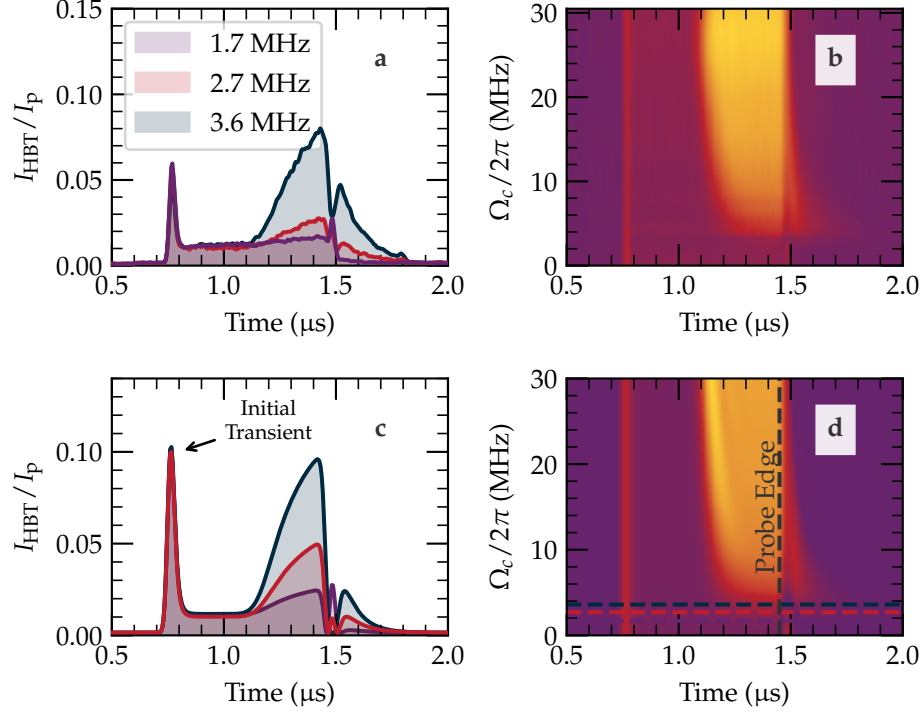 0.15
0.10
0.05
0.00
I_HBT / I_p
1.7 MHz
2.7 MHz
3.6 MHz
a
0.5 1.0 1.5 2.0
Time (μs)
30
20
10
0
Ω_c/2π (MHz)
b
0.5 1.0 1.5 2.0
Time (μs)
0.10
0.05
0.00
I_HBT / I_p
Initial
Transient
c
0.5 1.0 1.5 2.0
Time (μs)
30
20
10
0
Ω_c/2π (MHz)
d
Probe Edge
0.5 1.0 1.5 2.0
Time (μs)